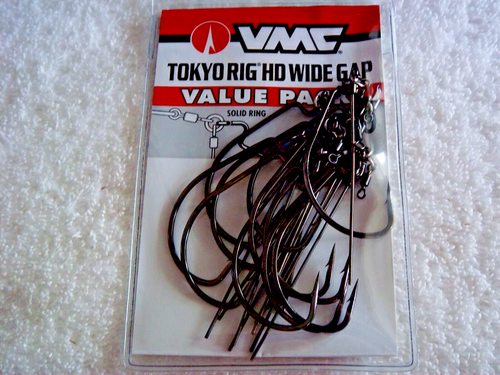 VMC®
TOKYO RIG® HD WIDE GAP
VALUE PACK
SOLID RING